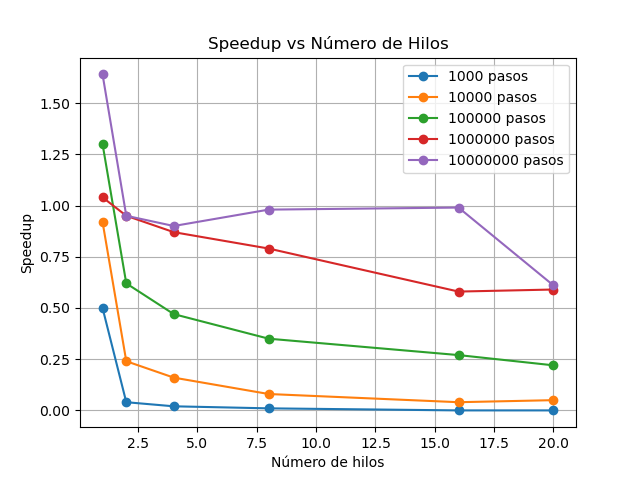 Speedup vs Número de Hilos
1000 pasos
10000 pasos
100000 pasos
1000000 pasos
10000000 pasos
Speedup
1.50
1.25
1.00
0.75
0.50
0.25
0.00
2.5 5.0 7.5 10.0 12.5 15.0 17.5 20.0
Número de hilos